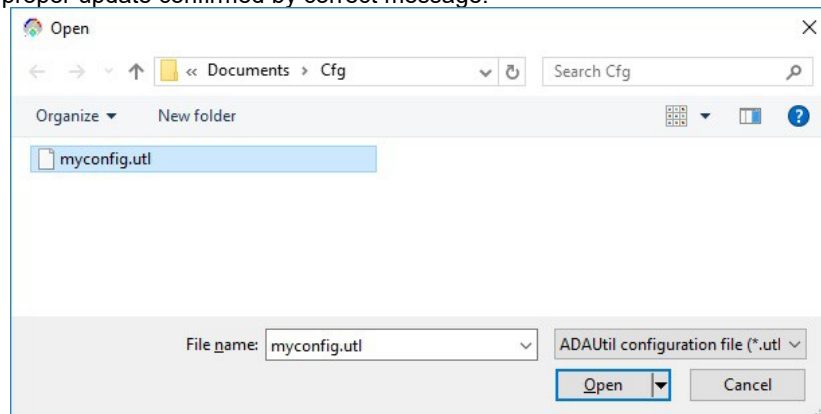 proper update confirmed by correct message.
Open
« Documents > Cfg
Search Cfg
Organize
New folder
myconfig.utl
File name:
myconfig.utl
ADAUtil configuration file (*.utl
Open
Cancel